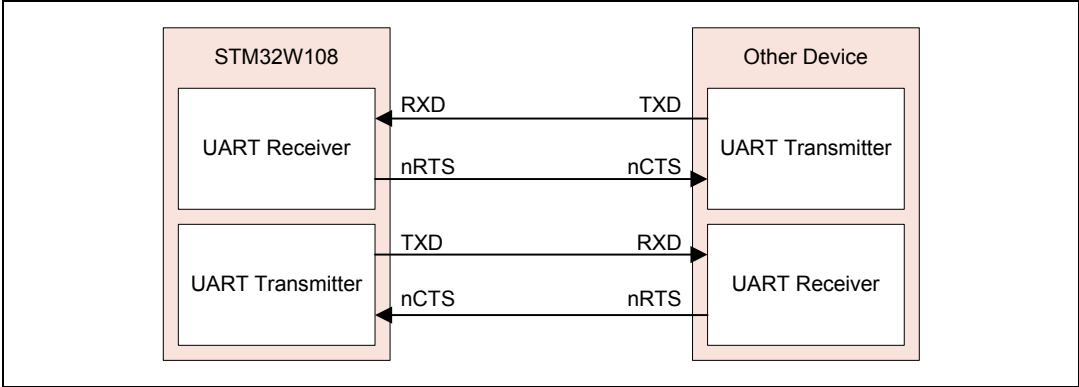 STM32W108
Other Device
RXD
TXD
UART Receiver
UART Transmitter
nRTS
nCTS
TXD
RXD
UART Transmitter
UART Receiver
nCTS
nRTS